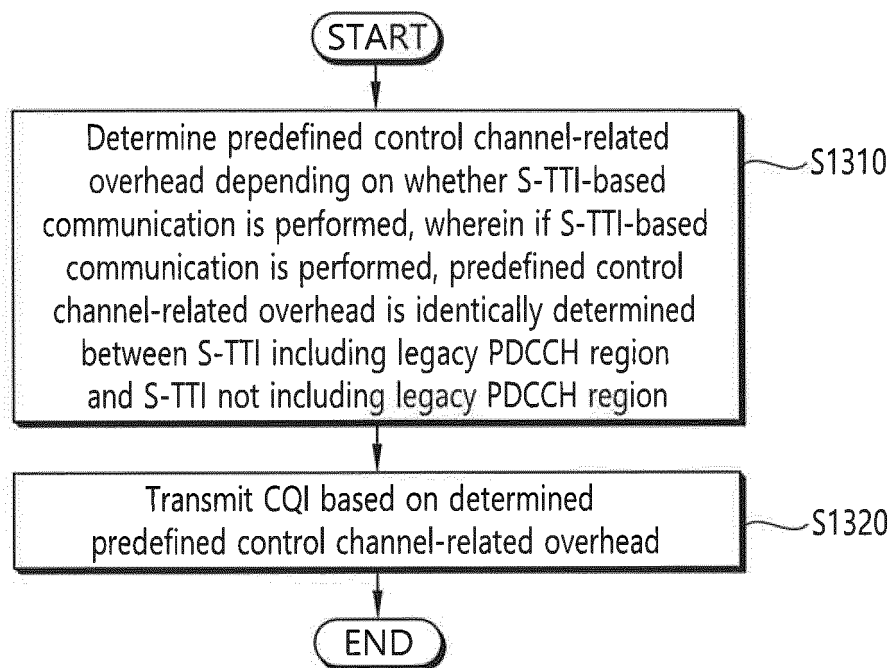 START
Determine predefined control channel-related
overhead depending on whether S-TTI-based
communication is performed, wherein if S-TTI-based
communication is performed, predefined control
channel-related overhead is identically determined
between S-TTI including legacy PDCCH region
and S-TTI not including legacy PDCCH region
S1310
Transmit CQI based on determined
predefined control channel-related overhead
S1320
END